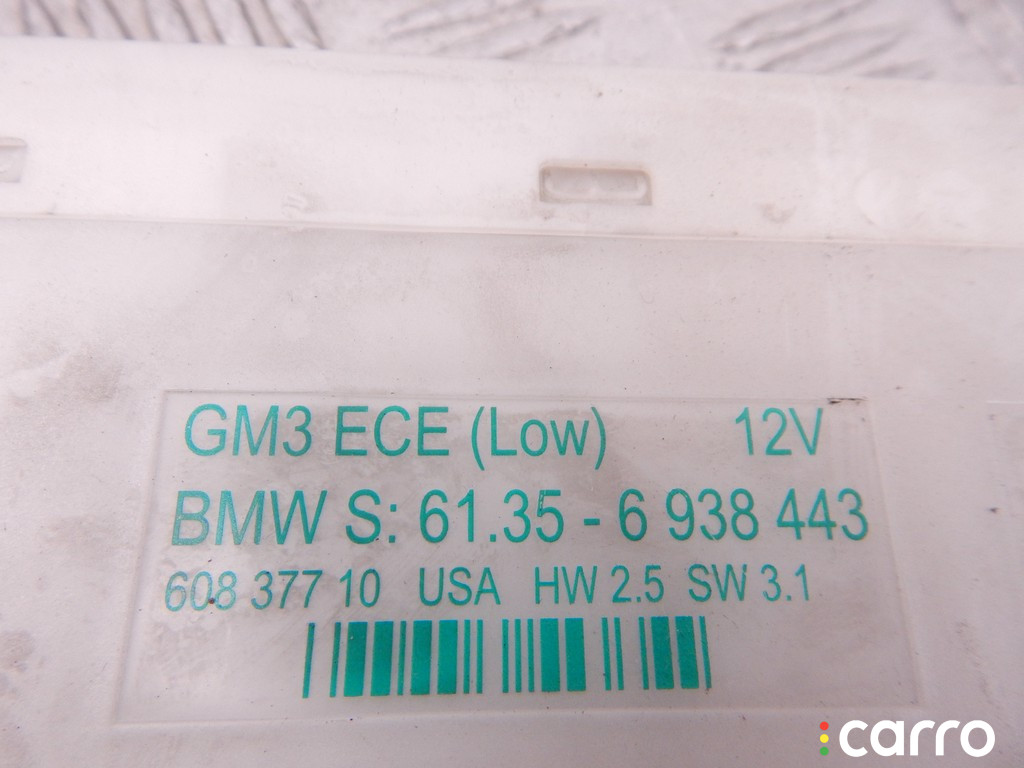 GM3 ECE (Low) 12V
BMW S: 61.35 - 6 938 443
608 377 10 USA HW 2.5 SW 3.1
carro